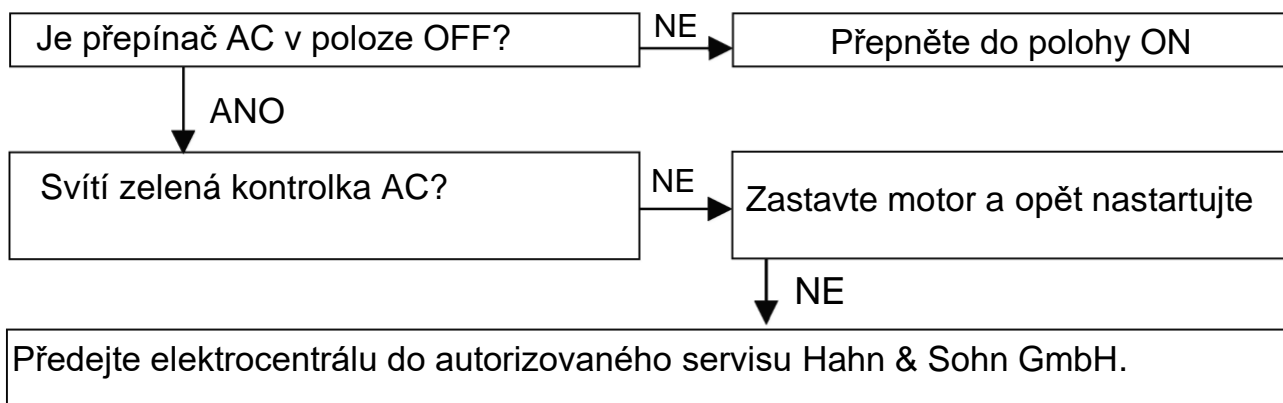 Je přepínač AC v poloze OFF?
NE
Přepněte do polohy ON
ANO
Svítí zelená kontrolka AC?
NE
Zastavte motor a opět nastartujte
NE
Předejte elektrocentrálu do autorizovaného servisu Hahn & Sohn GmbH.